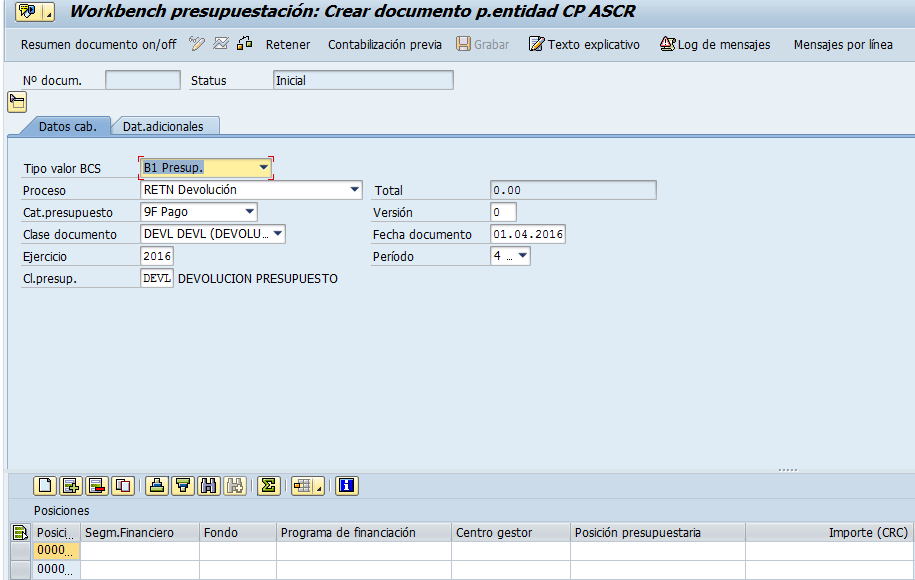 Workbench presupuestación: Crear documento p.entidad CP ASCR
Resumen documento on/off Retener Contabilización previa Grabar Texto explicativo Log de mensajes Mensajes por línea
Nº docum. Status Inicial
Datos cab. Dat.adicionales
Tipo valor BCS B1 Presup.
Proceso RETN Devolución Total 0.00
Cat.presupuesto 9F Pago Versión 0
Clase documento DEVL DEVL (DEVOLU... Fecha documento 01.04.2016
Ejercicio 2016 Período 4 ...
Cl.presup. DEVL DEVOLUCION PRESUPUESTO
Posiciones
Posici... Segm.Financiero Fondo Programa de financiación Centro gestor Posición presupuestaria Importe (CRC)
0000...
0000...